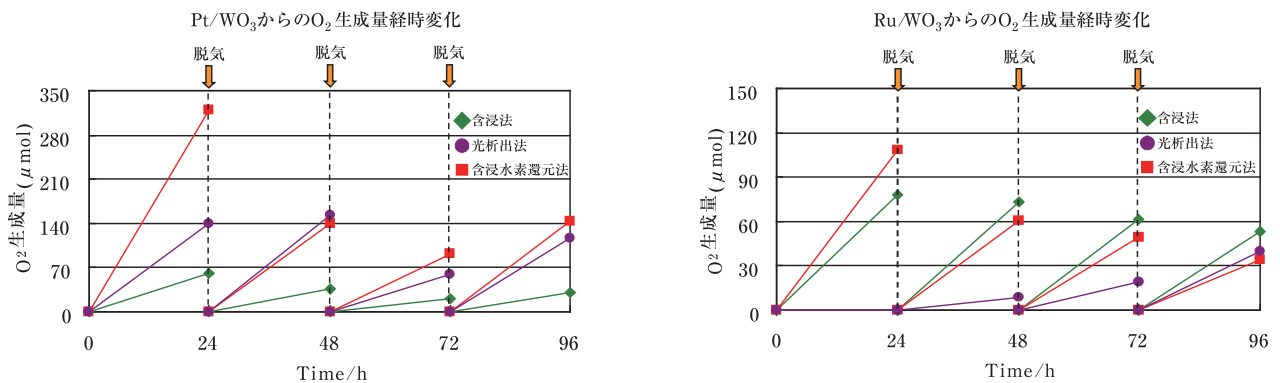 Pt/WO3からのO2生成量経時変化
脱気 脱気 脱気
350
280
210
140
70
0
O2生成量(μmol)
含浸法
光析出法
含浸水素還元法
0 24 48 72 96
Time/h
Ru/WO3からのO2生成量経時変化
脱気 脱気 脱気
150
120
90
60
30
0
O2生成量(μmol)
含浸法
光析出法
含浸水素還元法
0 24 48 72 96
Time/h